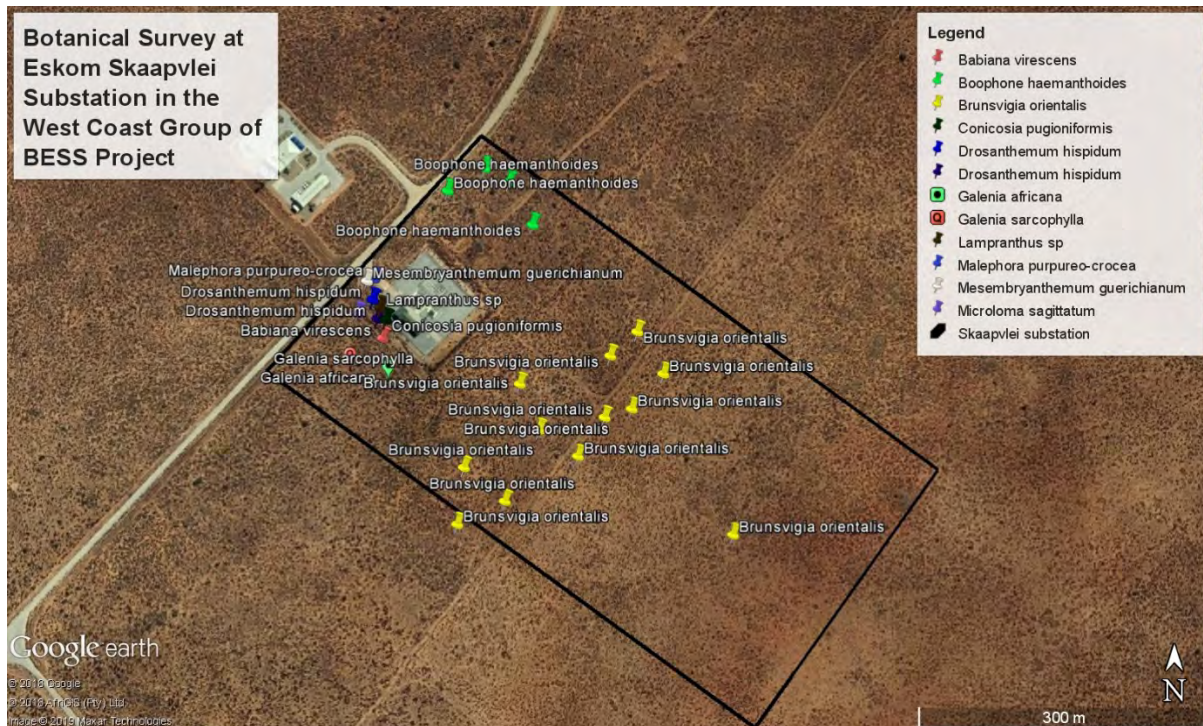 Botanical Survey at
Eskom Skaapvlei
Substation in the
West Coast Group of
BESS Project
Legend
Babiana virescens
Boophone haemanthoides
Brunsvigia orientalis
Conicosia pugioniformis
Drosanthemum hispidum
Drosanthemum hispidum
Galenia africana
Galenia sarcophylla
Lampranthus sp
Malephora purpureo-crocea
Mesembryanthemum guerichianum
Microloma sagittatum
Skaapvlei substation
Boophone haemanthoides
Boophone haemanthoides
Boophone haemanthoides
Malephora purpureo-crocea
Mesembryanthemum guerichianum
Drosanthemum hispidum
Lampranthus sp
Drosanthemum hispidum
Babiana virescens
Conicosia pugioniformis
Galenia sarcophylla
Galenia africana
Brunsvigia orientalis
Brunsvigia orientalis
Brunsvigia orientalis
Brunsvigia orientalis
Brunsvigia orientalis
Brunsvigia orientalis
Brunsvigia orientalis
Brunsvigia orientalis
Brunsvigia orientalis
Brunsvigia orientalis
Brunsvigia orientalis
Brunsvigia orientalis
Google earth
© 2018 Google
© 2018 AfriGIS (Pty) Ltd.
Image © 2019 Maxar Technologies
N
300 m